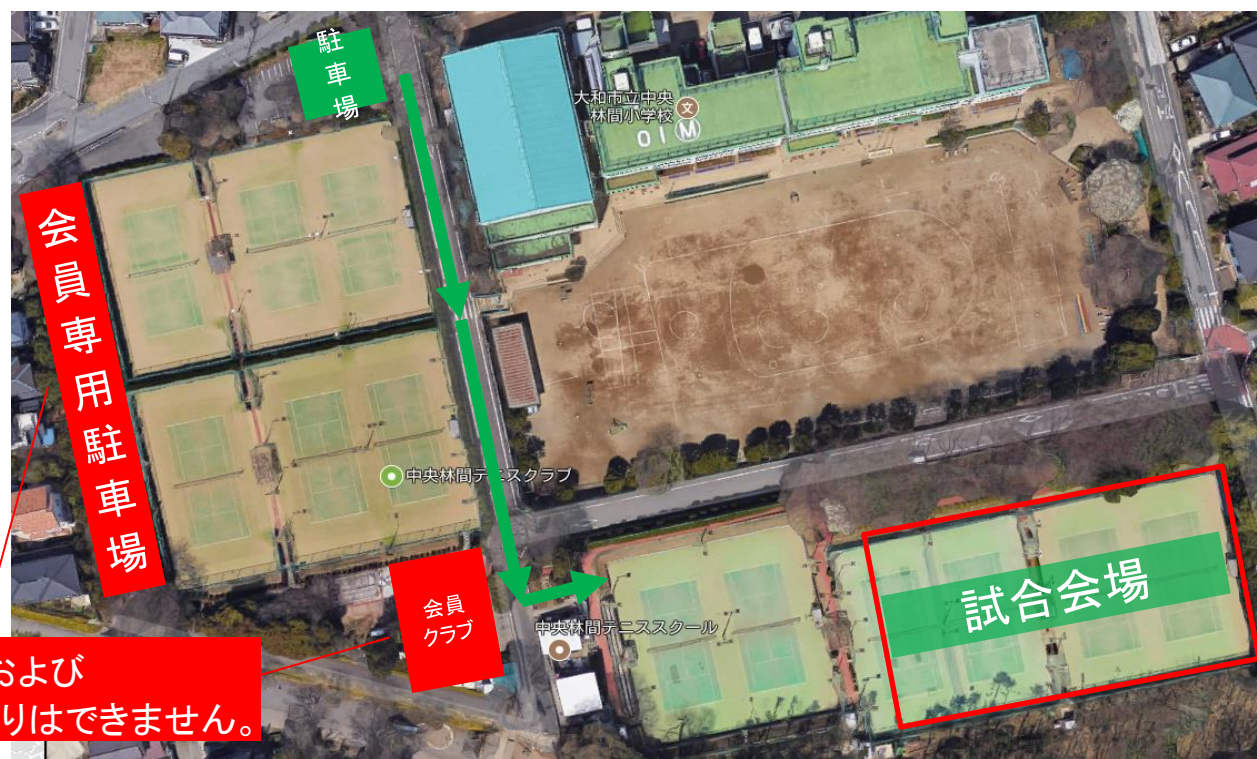 駐車場
大和市立中央
林間小学校
文
会員専用駐車場
中央林間テニスクラブ
会員
クラブ
試合会場
中央林間テニススクール
および
りはできません。